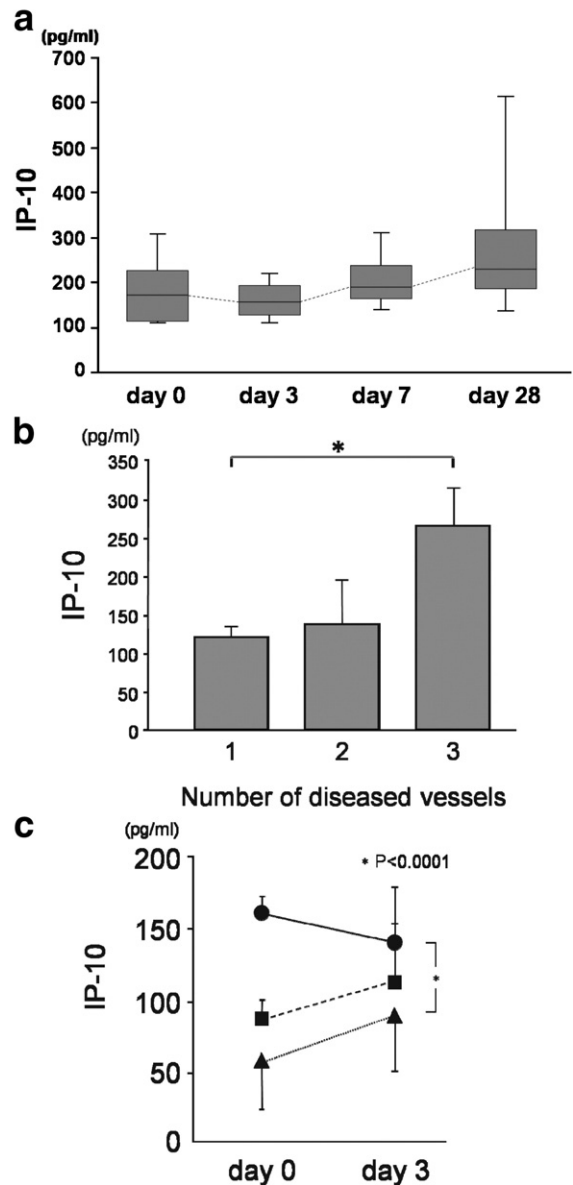 a
(pg/ml)
700
600
500
400
300
200
100
0
IP-10
day 0 day 3 day 7 day 28
b
(pg/ml)
350
300
250
200
150
100
50
0
IP-10
*
1 2 3
Number of diseased vessels
c
(pg/ml)
200
150
100
50
0
IP-10
* P<0.0001
*
day 0 day 3